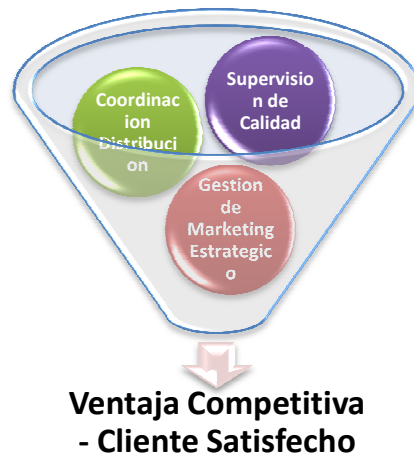 Coordinac
ion
Distribuci
on
Supervisio
n de
Calidad
Gestion
de
Marketing
Estrategic
o
Ventaja Competitiva
- Cliente Satisfecho